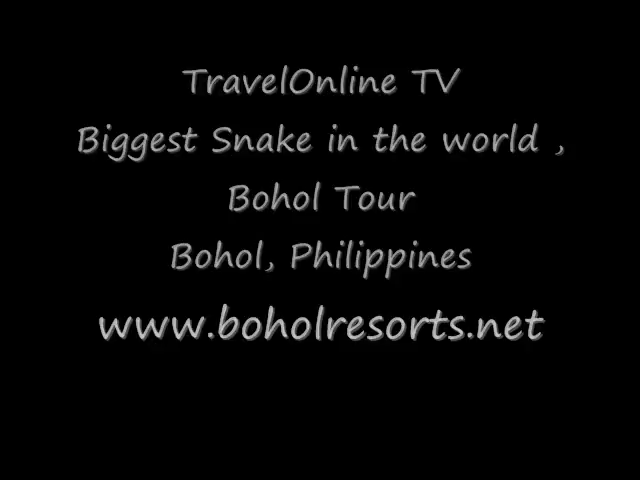 TravelOnline TV
Biggest Snake in the world ,
Bohol Tour
Bohol, Philippines
www.boholresorts.net